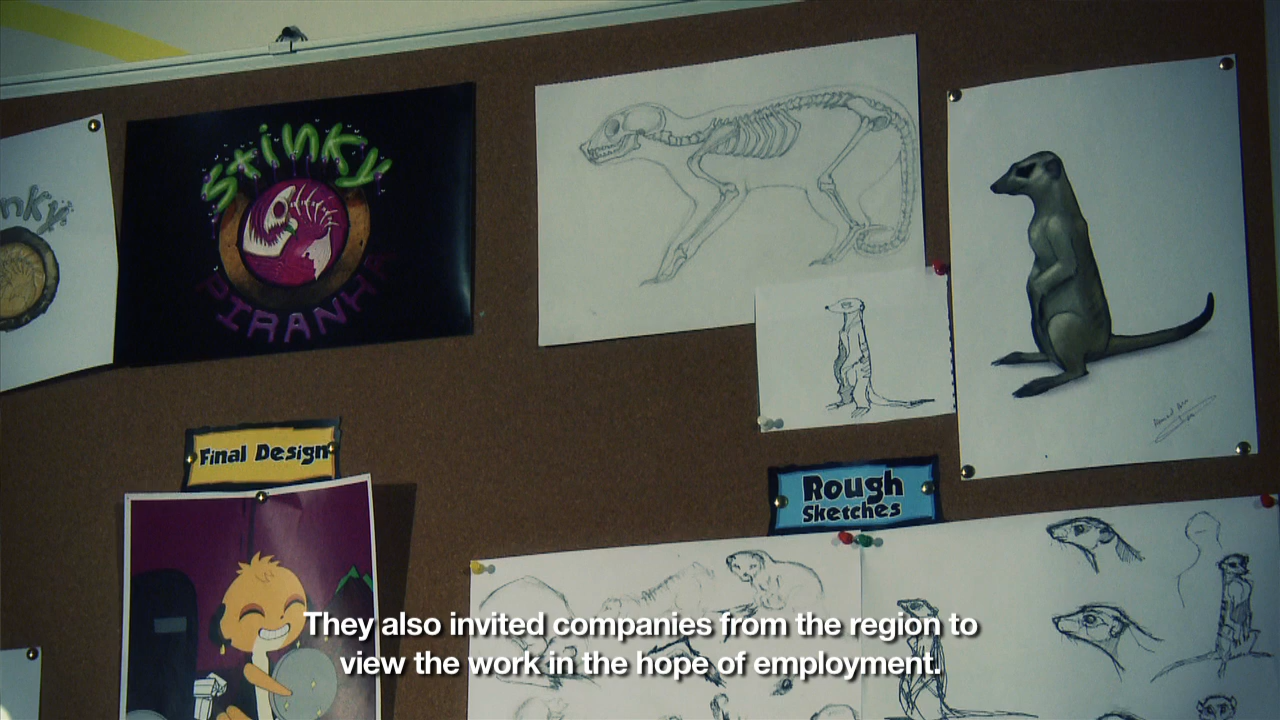 nky
Stinky
PIRANHA
Final Design
Rough
Sketches
They also invited companies from the region to
view the work in the hope of employment.